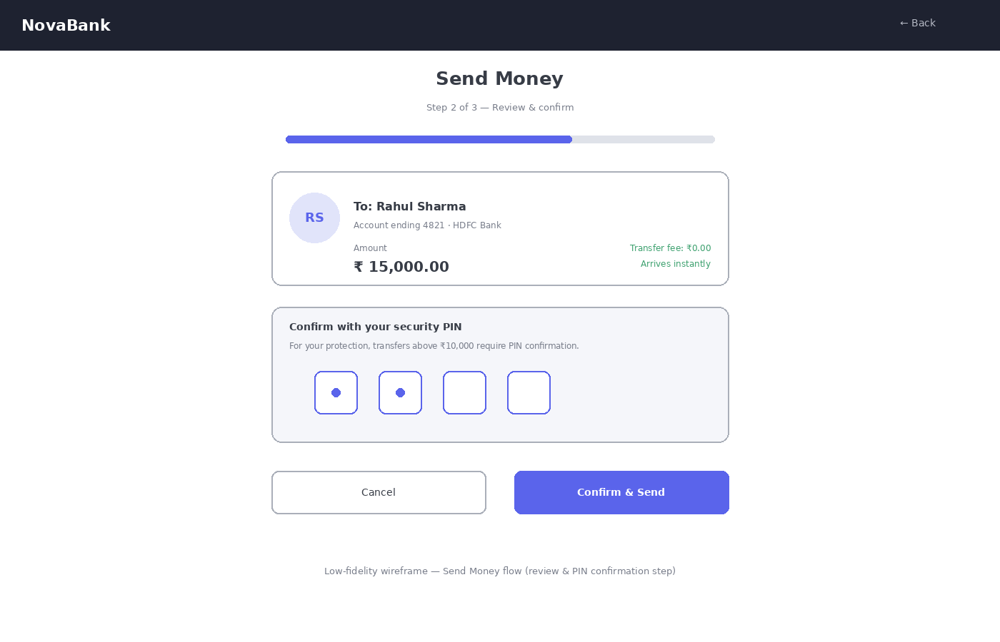 NovaBank
← Back
Send Money
Step 2 of 3 — Review & confirm
RS
To: Rahul Sharma
Account ending 4821 · HDFC Bank
Amount
Transfer fee: ₹0.00
₹ 15,000.00
Arrives instantly
Confirm with your security PIN
For your protection, transfers above ₹10,000 require PIN confirmation.
Cancel
Confirm & Send
Low-fidelity wireframe — Send Money flow (review & PIN confirmation step)